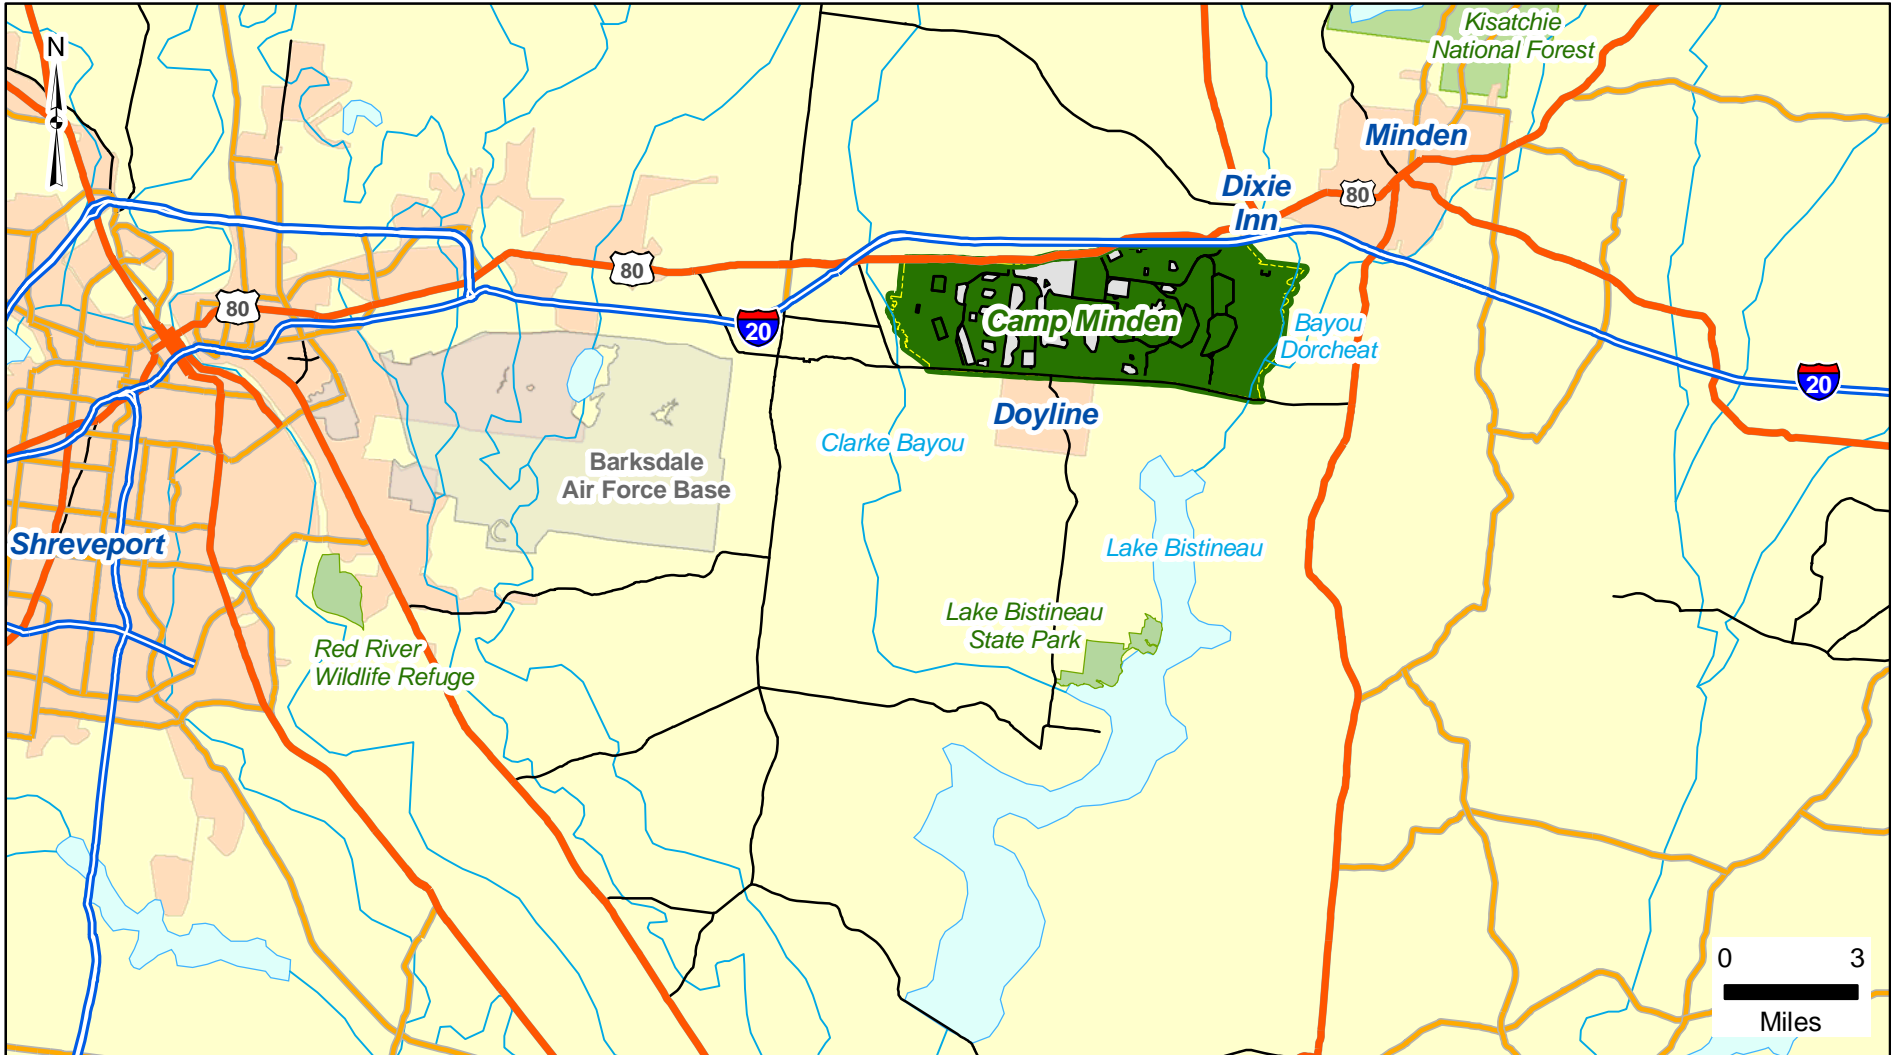 N
Kisatchie
National Forest
Minden
80
Dixie
Inn
80
80
20
Camp Minden
Bayou
Dorcheat
20
Doyline
Clarke Bayou
Barksdale
Air Force Base
Shreveport
Lake Bistineau
Lake Bistineau
State Park
Red River
Wildlife Refuge
0 3
Miles